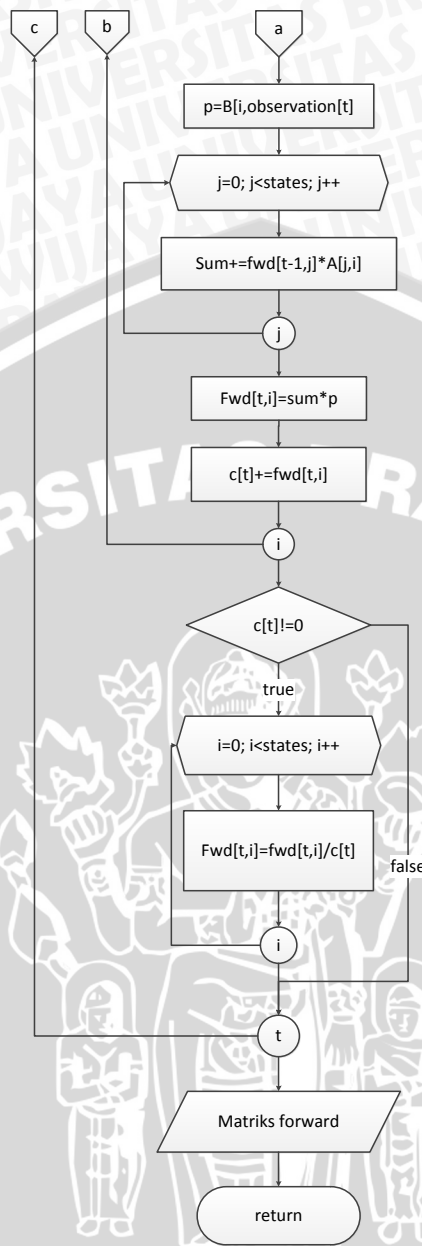 c
b
a
p=B[i,observation[t]
j=0; j<states; j++
Sum+=fwd[t-1,j]*A[j,i]
j
Fwd[t,i]=sum*p
c[t]+=fwd[t,i]
i
c[t]!=0
true
i=0; i<states; i++
Fwd[t,i]=fwd[t,i]/c[t]
false
i
t
Matriks forward
return